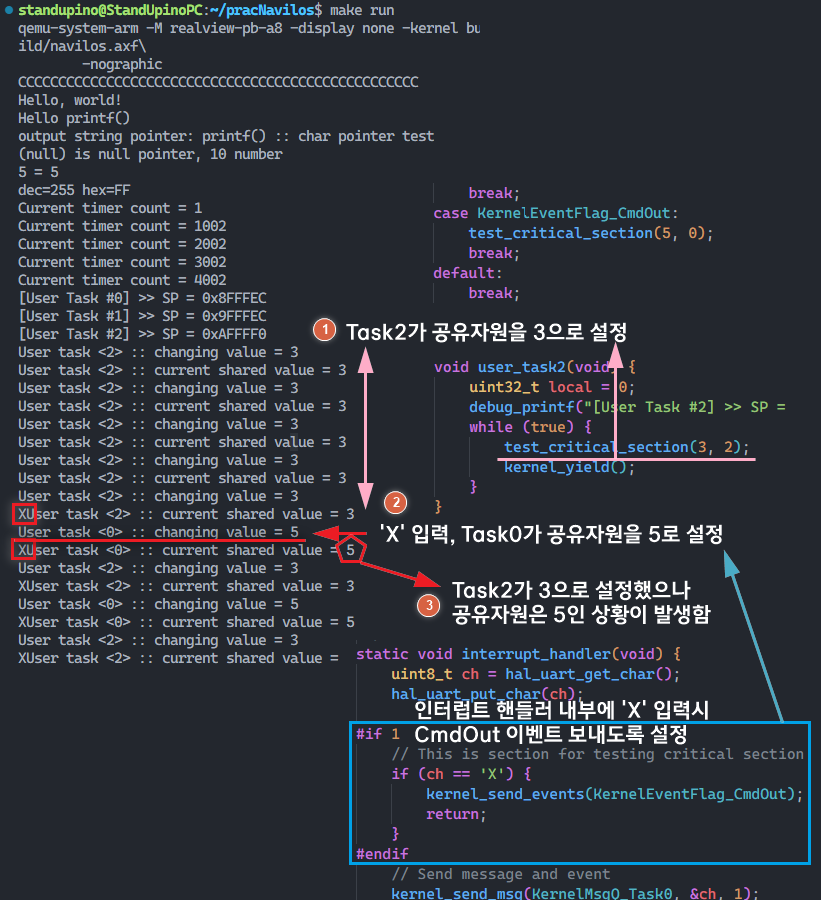 standupino@StandUpinoPC:~/pracNavilos$ make run
qemu-system-arm -M realview-pb-a8 -display none -kernel bu
ild/navilos.axf\
-nographic
CCCCCCCCCCCCCCCCCCCCCCCCCCCCCCCCCCCCCCCCCCCCCCCCCC
Hello, world!
Hello printf()
output string pointer: printf() :: char pointer test
(null) is null pointer, 10 number
5 = 5
dec=255 hex=FF
Current timer count = 1
Current timer count = 1002
Current timer count = 2002
Current timer count = 3002
Current timer count = 4002
[User Task #0] >> SP = 0x8FFFEC
[User Task #1] >> SP = 0x9FFFEC
[User Task #2] >> SP = 0xAFFFF0
User task <2> :: changing value = 3
User task <2> :: current shared value = 3
User task <2> :: changing value = 3
User task <2> :: current shared value = 3
User task <2> :: changing value = 3
User task <2> :: current shared value = 3
User task <2> :: changing value = 3
User task <2> :: current shared value = 3
User task <2> :: changing value = 3
XUser task <2> :: current shared value = 3
User task <0> :: changing value = 5
XUser task <0> :: current shared value = 5
User task <2> :: changing value = 3
XUser task <2> :: current shared value = 3
User task <0> :: changing value = 5
XUser task <0> :: current shared value = 5
User task <2> :: changing value = 3
XUser task <2> :: current shared value =
break;
case KernelEventFlag_CmdOut:
test_critical_section(5, 0);
break;
default:
break;
1 Task2가 공유자원을 3으로 설정
void user_task2(void) {
uint32_t local = 0;
debug_printf("[User Task #2] >> SP =
while (true) {
test_critical_section(3, 2);
kernel_yield();
}
}
2
'X' 입력, Task0가 공유자원을 5로 설정
3 Task2가 3으로 설정했으나
공유자원은 5인 상황이 발생함
static void interrupt_handler(void) {
uint8_t ch = hal_uart_get_char();
hal_uart_put_char(ch);
인터럽트 핸들러 내부에 'X' 입력시
CmdOut 이벤트 보내도록 설정
#if 1
// This is section for testing critical section
if (ch == 'X') {
kernel_send_events(KernelEventFlag_CmdOut);
return;
}
#endif
// Send message and event
kernel_send_msg(KernelMsgQ_Task0, &ch, 1);